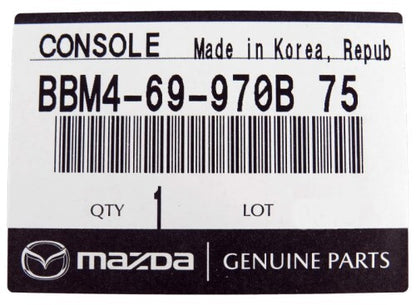 CONSOLE Made in Korea, Repub
BBM4-69-970B 75
QTY 1 LOT
mazda GENUINE PARTS